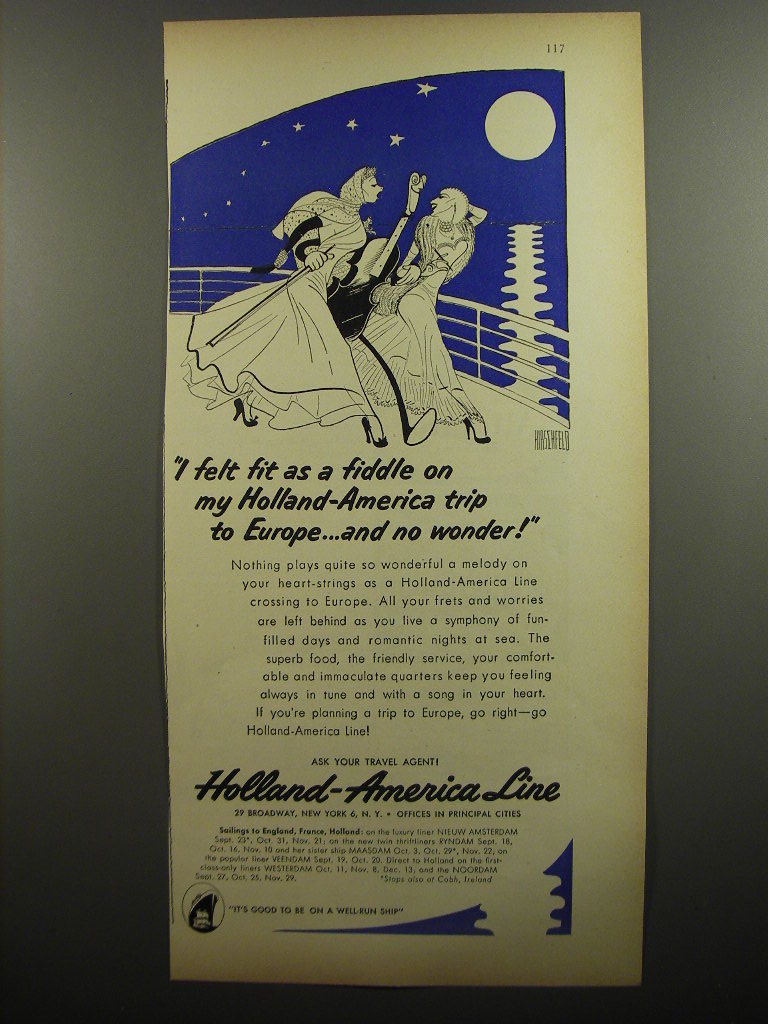 117
HIRSCHFELD
"I felt fit as a fiddle on
my Holland-America trip
to Europe...and no wonder!"
Nothing plays quite so wonderful a melody on
your heart-strings as a Holland-America Line
crossing to Europe. All your frets and worries
are left behind as you live a symphony of fun-
filled days and romantic nights at sea. The
superb food, the friendly service, your comfort-
able and immaculate quarters keep you feeling
always in tune and with a song in your heart.
If you're planning a trip to Europe, go right—go
Holland-America Line!
ASK YOUR TRAVEL AGENT!
Holland-America Line
29 BROADWAY, NEW YORK 6, N. Y. • OFFICES IN PRINCIPAL CITIES
Sailings to England, France, Holland: on the luxury liner NIEUW AMSTERDAM
Sept. 23*, Oct. 31, Nov. 21; on the new twin thriftliners RYNDAM Sept. 18,
Oct. 16, Nov. 10 and her sister ship MAASDAM Oct. 3, Oct. 29*, Nov. 22; on
the popular liner VEENDAM Sept. 19, Oct. 20. Direct to Holland on the first-
class-only liners WESTERDAM Oct. 11, Nov. 8, Dec. 13, and the NOORDAM
Sept. 27, Oct. 25, Nov. 29. *Stops also at Cobh, Ireland
"IT'S GOOD TO BE ON A WELL-RUN SHIP"